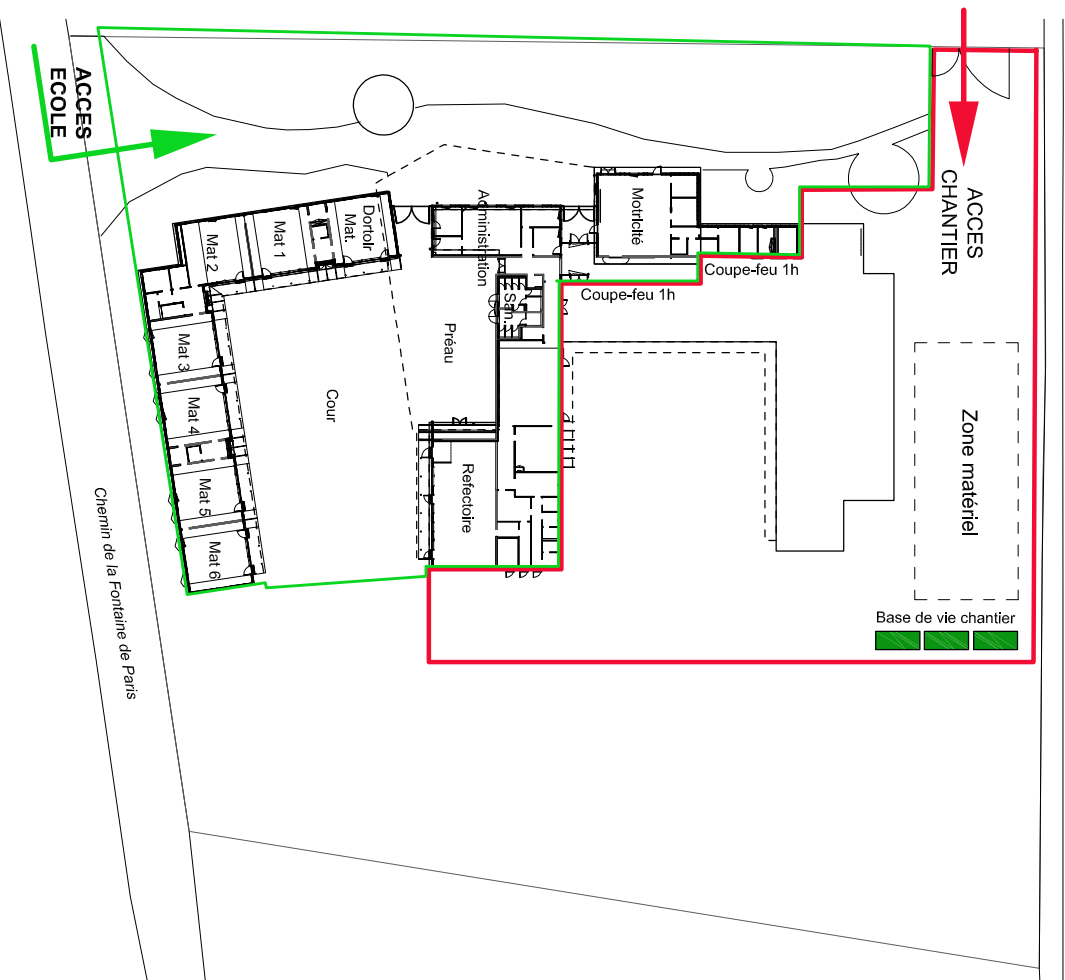 ACCES
ECOLE
ACCES
CHANTIER
Administration
Motricité
Dortoir
Mat.
Mat 1
Mat 2
Coupe-feu 1h
Coupe-feu 1h
San.
Préau
Mat 3
Mat 4
Cour
Zone matériel
Mat 5
Mat 6
Refectoire
Base de vie chantier
Chemin de la Fontaine de Paris